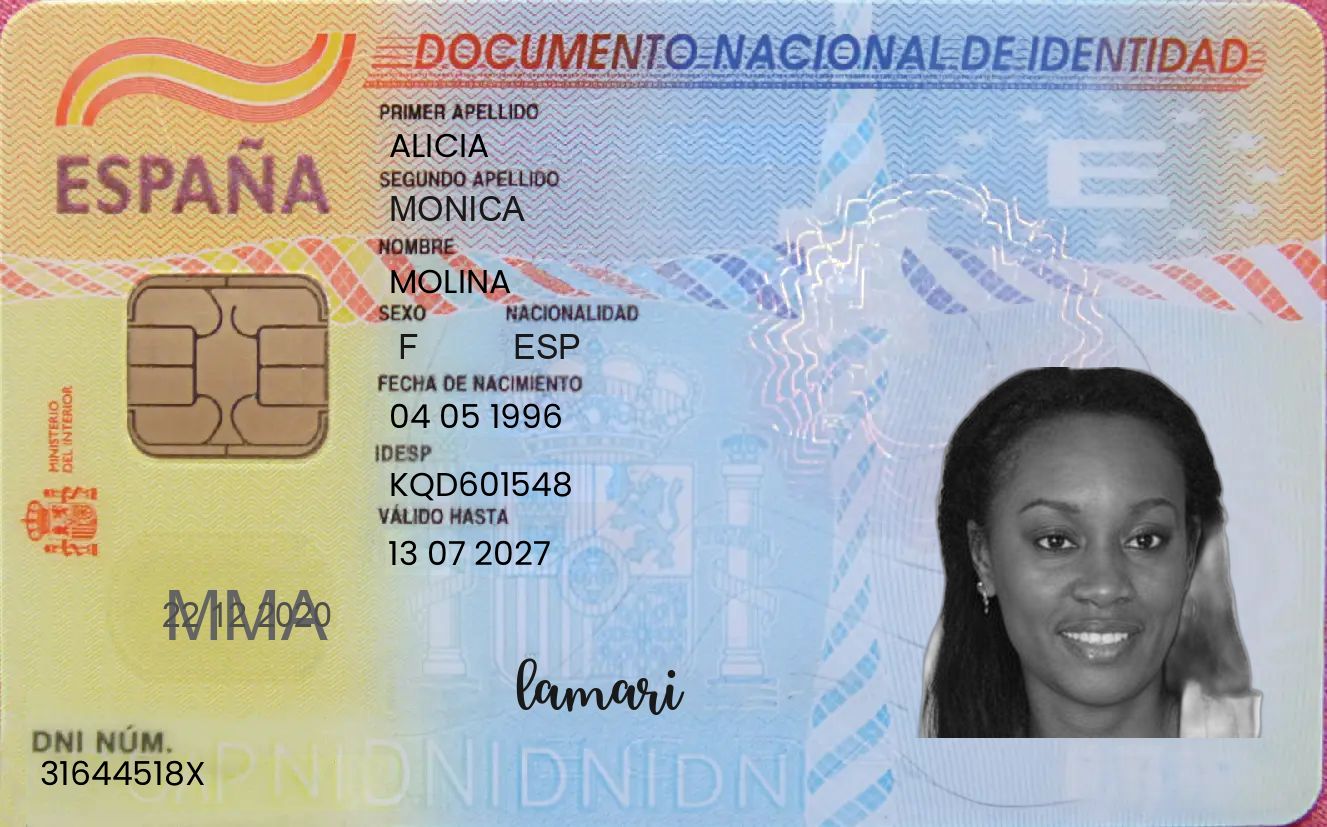 DOCUMENTO NACIONAL DE IDENTIDAD
ESPAÑA
PRIMER APELLIDO
ALICIA
SEGUNDO APELLIDO
MONICA
NOMBRE
MOLINA
SEXO NACIONALIDAD
F ESP
FECHA DE NACIMIENTO
04 05 1996
IDESP
KQD601548
VÁLIDO HASTA
13 07 2027
MINISTERIO
DEL INTERIOR
E
MMA
22 12 2020
lamari
DNI NÚM.
31644518X